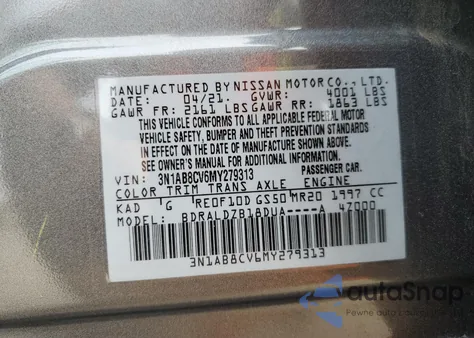 MANUFACTURED BY NISSAN MOTOR CO., LTD.
DATE: 04/21. GVWR: 4001 LBS
GAWR FR: 2161 LBS GAWR RR: 1863 LBS
THIS VEHICLE CONFORMS TO ALL APPLICABLE FEDERAL MOTOR
VEHICLE SAFETY, BUMPER AND THEFT PREVENTION STANDARDS
IN EFFECT ON THE DATE OF MANUFACTURE SHOWN ABOVE.
SEE OWNER'S MANUAL FOR ADDITIONAL INFORMATION.
VIN: 3N1AB8CV6MY279313 PASSENGER CAR.
COLOR TRIM TRANS AXLE ENGINE
KAD G RE0F10D GS50 MR20 1997 CC
MODEL: BDRALDZB18DUA----A 47000
3N1AB8CV6MY279313
autoSnap